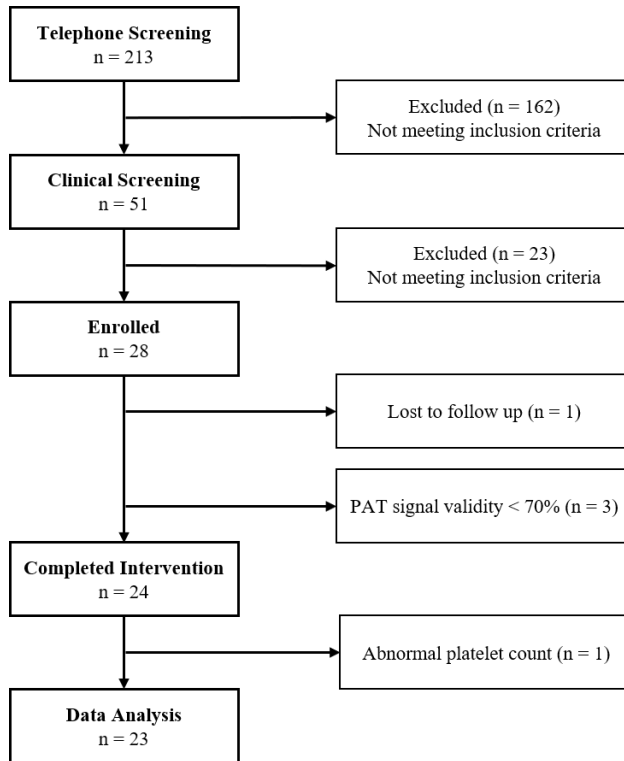 Telephone Screening
n = 213
Excluded (n = 162)
Not meeting inclusion criteria
Clinical Screening
n = 51
Excluded (n = 23)
Not meeting inclusion criteria
Enrolled
n = 28
Lost to follow up (n = 1)
PAT signal validity < 70% (n = 3)
Completed Intervention
n = 24
Abnormal platelet count (n = 1)
Data Analysis
n = 23